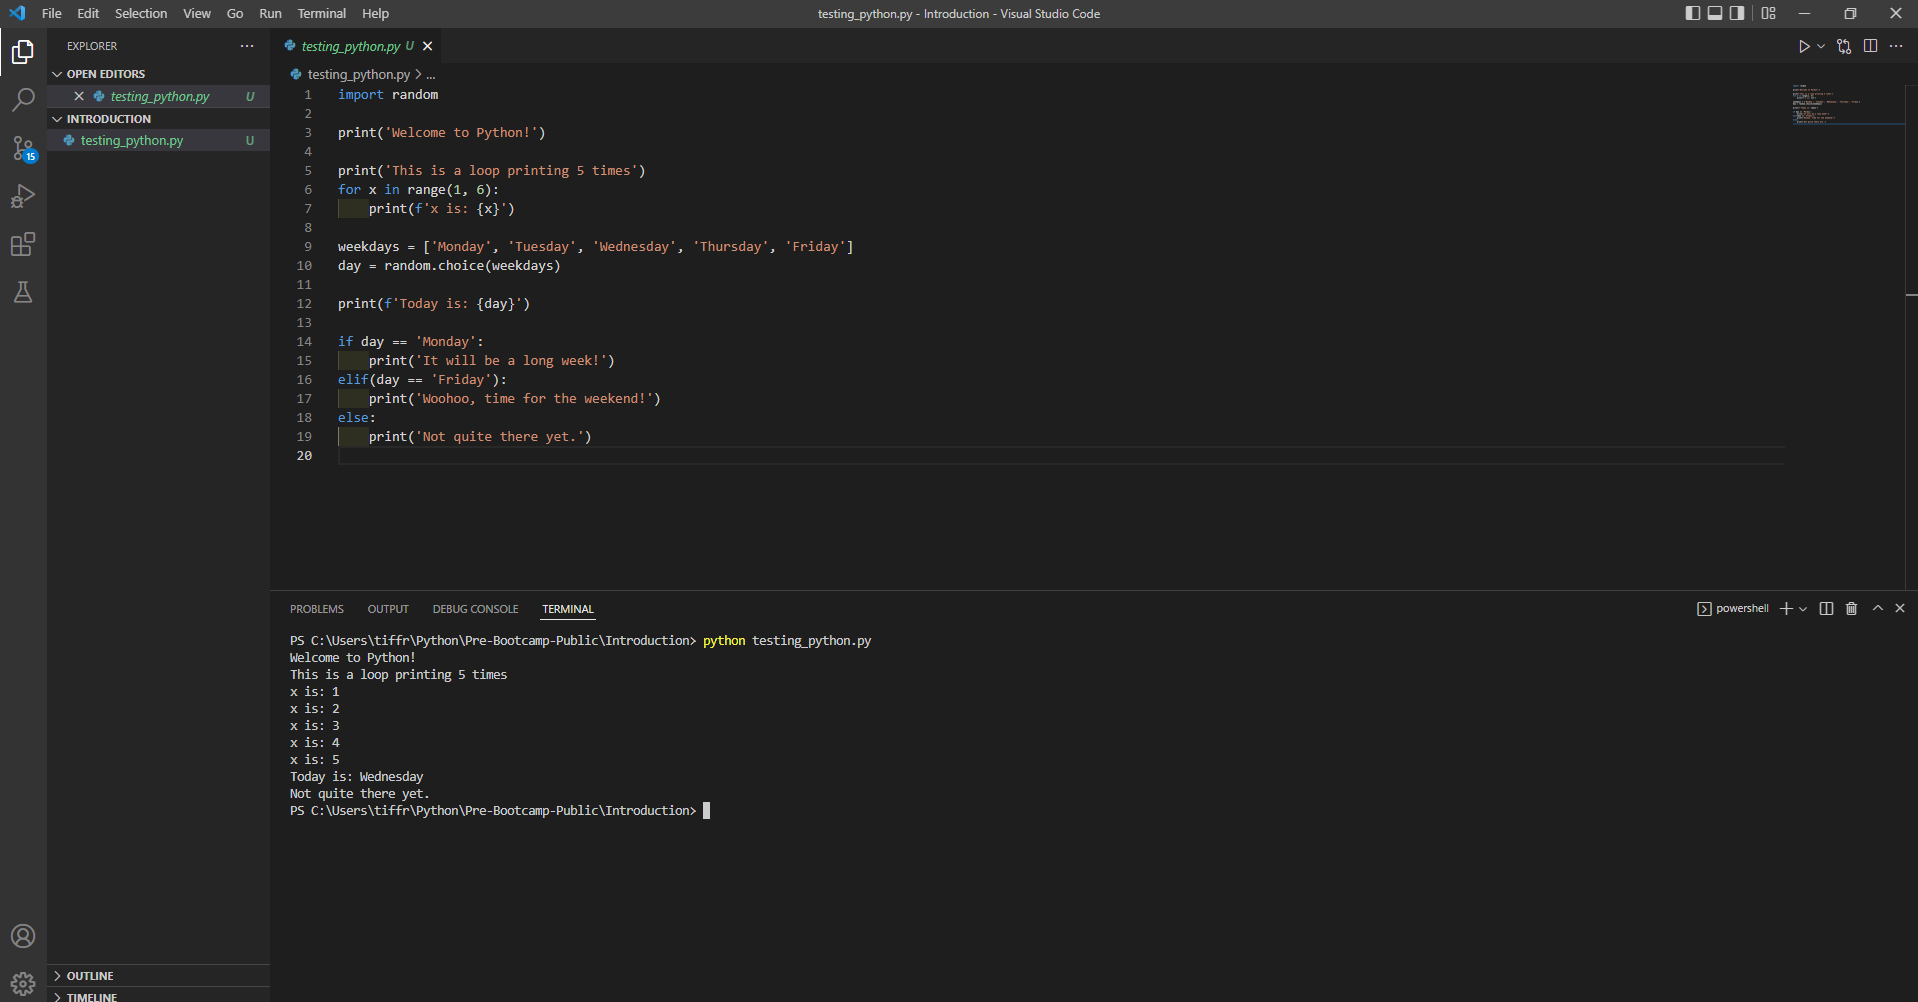 File Edit Selection View Go Run Terminal Help
testing_python.py - Introduction - Visual Studio Code
EXPLORER
OPEN EDITORS
testing_python.py U
INTRODUCTION
testing_python.py U
15
OUTLINE
TIMELINE
testing_python.py U
testing_python.py > ...
1 import random
2
3 print('Welcome to Python!')
4
5 print('This is a loop printing 5 times')
6 for x in range(1, 6):
7     print(f'x is: {x}')
8
9 weekdays = ['Monday', 'Tuesday', 'Wednesday', 'Thursday', 'Friday']
10 day = random.choice(weekdays)
11
12 print(f'Today is: {day}')
13
14 if day == 'Monday':
15     print('It will be a long week!')
16 elif(day == 'Friday'):
17     print('Woohoo, time for the weekend!')
18 else:
19     print('Not quite there yet.')
20
PROBLEMS OUTPUT DEBUG CONSOLE TERMINAL
powershell
PS C:\Users\tiffr\Python\Pre-Bootcamp-Public\Introduction> python testing_python.py
Welcome to Python!
This is a loop printing 5 times
x is: 1
x is: 2
x is: 3
x is: 4
x is: 5
Today is: Wednesday
Not quite there yet.
PS C:\Users\tiffr\Python\Pre-Bootcamp-Public\Introduction>